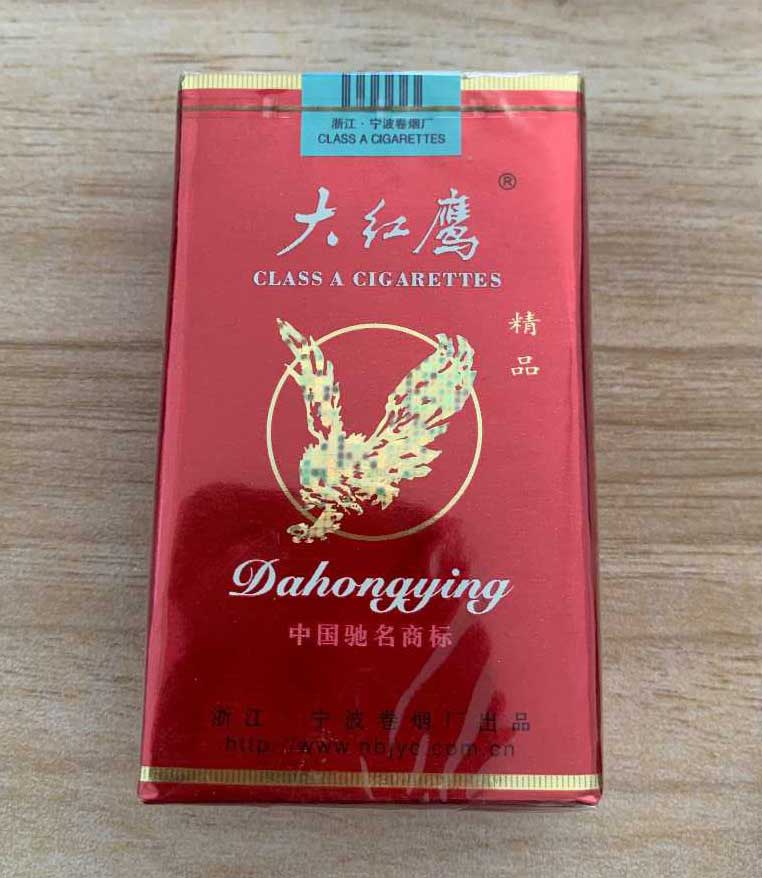 浙江·宁波卷烟厂
CLASS A CIGARETTES
®
大红鹰
CLASS A CIGARETTES
精
品
Dahongying
中国驰名商标
浙江·宁波卷烟厂出品
http://www.nbjyc.com.cn